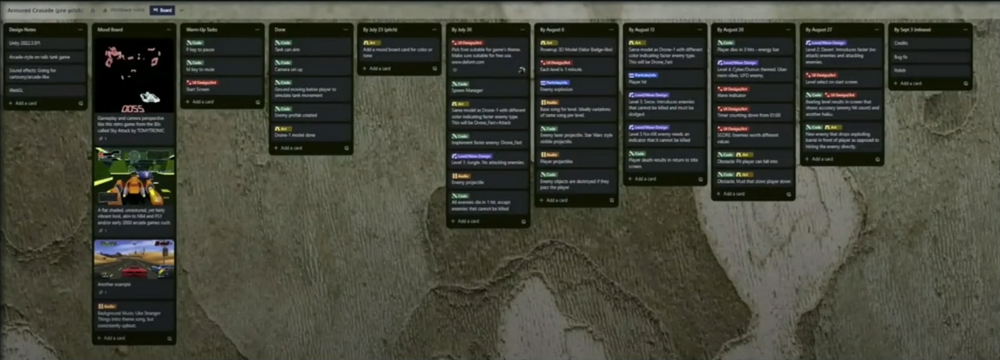 Armored Crusade (pre-pitch)
Board
Design Notes
Unity 2022.3.5f1
Arcade-style on rails tank game
Sound effects: Going for
cartoony/arcade-like
WebGL
+ Add a card
Mood Board
0055
Gameplay and camera perspective
like this retro game from the 80s
called Sky Attack by TOMYTRONIC
1
A flat shaded, untextured, yet fairly
vibrant look, akin to N64 and PS1
and/or early 2000 arcade games such.
1
Another example
1
Audio
Background Music: Like Stranger
Things intro theme song, but
consistently upbeat.
+ Add a card
Warm-Up Tasks
Code
P key to pause
Code
M key to mute
UI Design/Art
Start Screen
+ Add a card
Done
Code
Tank can aim
Code
Camera set up
Code
Ground moving below player to
simulate tank movement
Code
Enemy prefab created
Art
Drone-1 model done
+ Add a card
By July 23 (pitch)
Art
Add a mood board card for color or
tone
+ Add a card
By July 30
UI Design/Art
Pick font suitable for game's theme.
Make sure suitable for free use.
www.dafont.com
Code
Spawn Manager
Art
Same model as Drone-1 with different
color indicating faster enemy type.
This will be Drone_Fast+Attack
Code
Implement faster enemy: Drone_Fast
Level/Wave Design
Level 1: Jungle. No attacking enemies.
Audio
Enemy projectile
Code
All enemies die in 1 hit, except
enemies that cannot be killed
+ Add a card
By August 6
Art
Powerup 3D Model (Valor Badge-like)
UI Design/Art
Each level is 1 minute.
Particles/vfx
Enemy explosion
Audio
Base song for level. Ideally variations
of same song per level.
Code
Enemy laser projectile. Star Wars style
visible projectile.
Audio
Player projectiles
Code
Enemy objects are destroyed if they
pass the player
+ Add a card
By August 13
Art
Same model as Drone-1 with different
color indicating faster enemy type.
This will be Drone_Fast
Particles/vfx
Player hit
Level/Wave Design
Level 3: Snow. Introduces enemies
that cannot be killed and must be
dodged.
Level/Wave Design
Level 3 No-Kill enemy needs an
indicator that it cannot be killed
Code
Player death results in return to title
screen.
+ Add a card
By August 20
Code
Player dies in 3 hits - energy bar
Level/Wave Design
Level 4: Cyber/Outrun themed. Uber
neon vibes. UFO enemy.
UI Design/Art
Wave indicator
UI Design/Art
Timer counting down from 01:00
UI Design/Art
SCORE: Enemies worth different
values
Code Art
Obstacle: Pit player can fall into
Code Art
Obstacle: Mud that slows player down
+ Add a card
By August 27
Level/Wave Design
Level 2: Desert. Introduces faster (no
attack) enemies and attacking
enemies.
UI Design/Art
Level select on start screen
Code UI Design/Art
Beating level results in screen that
shows accuracy (enemy hit count) and
another haiku.
Code Art
New enemy that drops exploding
barrel in front of player as opposed to
hitting the enemy directly.
+ Add a card
By Sept 3 (release)
Credits
Bug fix
Polish
+ Add a card